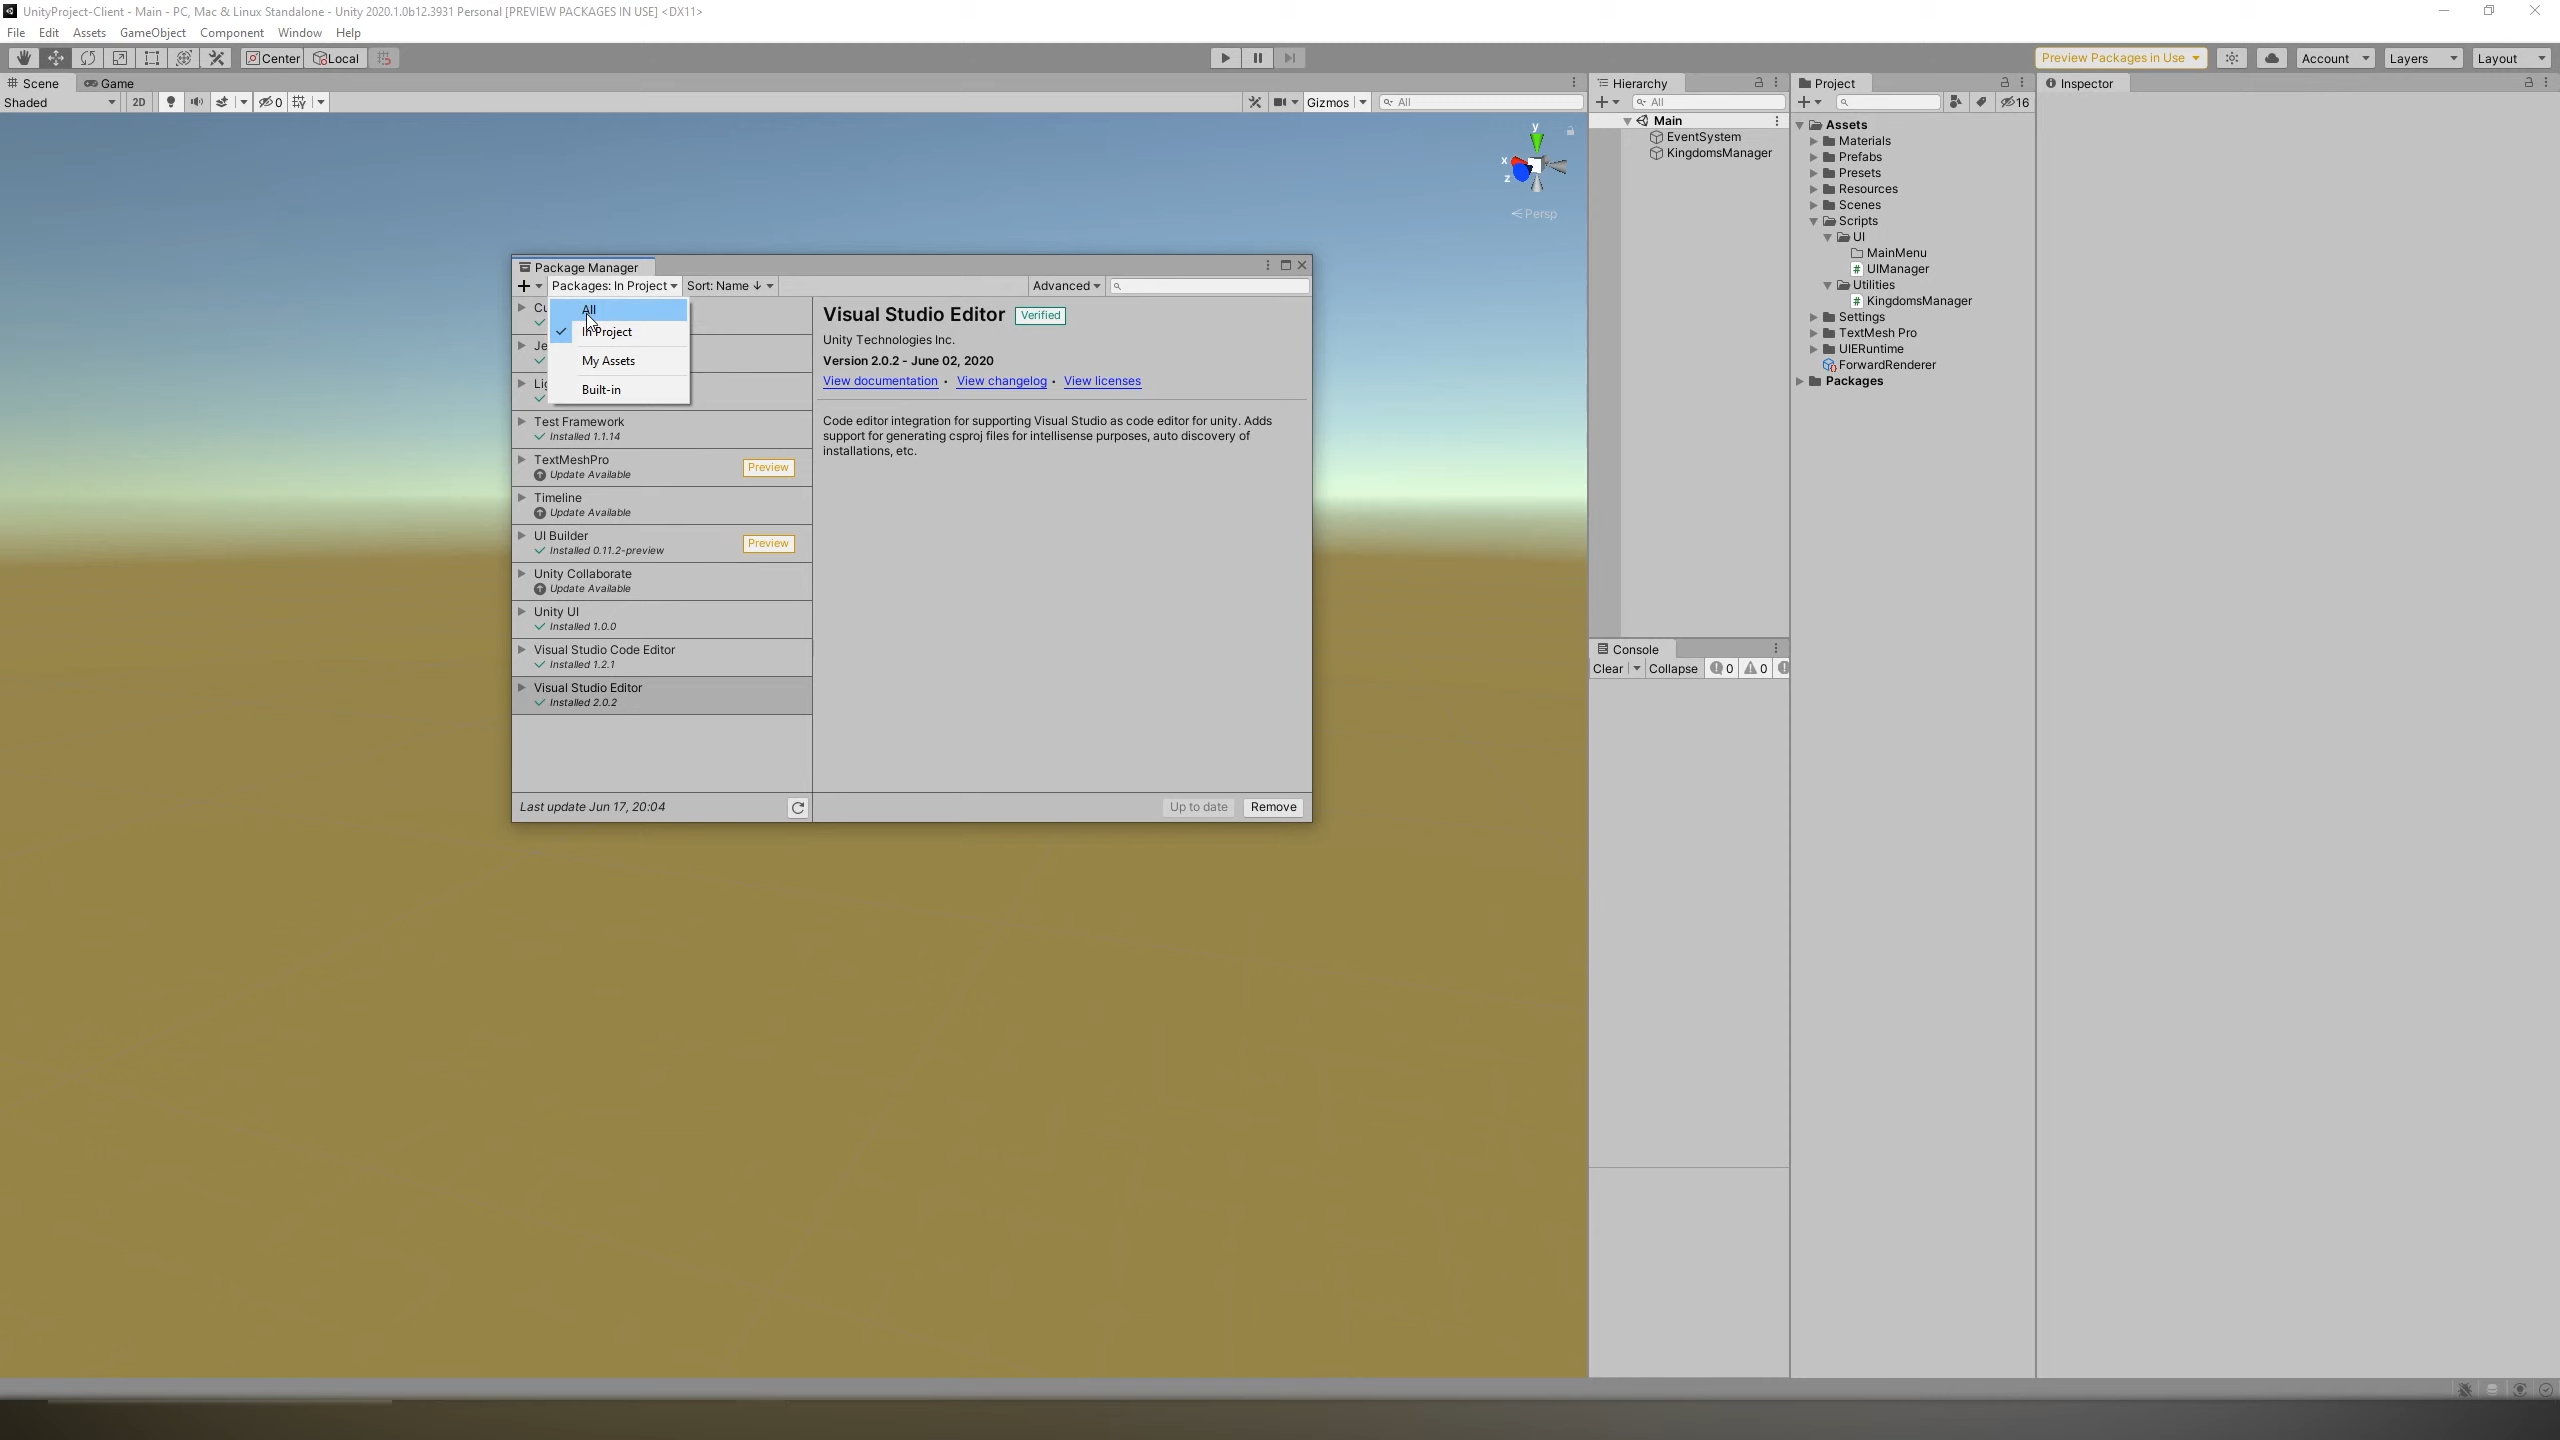 UnityProject-Client - Main - PC, Mac & Linux Standalone - Unity 2020.1.0b12.3931 Personal [PREVIEW PACKAGES IN USE] <DX11>
File Edit Assets GameObject Component Window Help
Center Local
Preview Packages in Use Account Layers Layout
Scene Game
Shaded 2D 0 Gizmos All
y
x
z
Persp
Package Manager
Packages: In Project Sort: Name ↓ Advanced
All
In Project
My Assets
Built-in
Cu
Je
Lig
Test Framework
Installed 1.1.14
TextMeshPro
Update Available
Preview
Timeline
Update Available
UI Builder
Installed 0.11.2-preview
Preview
Unity Collaborate
Update Available
Unity UI
Installed 1.0.0
Visual Studio Code Editor
Installed 1.2.1
Visual Studio Editor
Installed 2.0.2
Last update Jun 17, 20:04
Visual Studio Editor Verified
Unity Technologies Inc.
Version 2.0.2 - June 02, 2020
View documentation • View changelog • View licenses
Code editor integration for supporting Visual Studio as code editor for unity. Adds
support for generating csproj files for intellisense purposes, auto discovery of
installations, etc.
Up to date Remove
Hierarchy
All
Main
EventSystem
KingdomsManager
Console
Clear Collapse 0 0
Project
16
Assets
Materials
Prefabs
Presets
Resources
Scenes
Scripts
UI
MainMenu
UIManager
Utilities
KingdomsManager
Settings
TextMesh Pro
UIERuntime
ForwardRenderer
Packages
Inspector